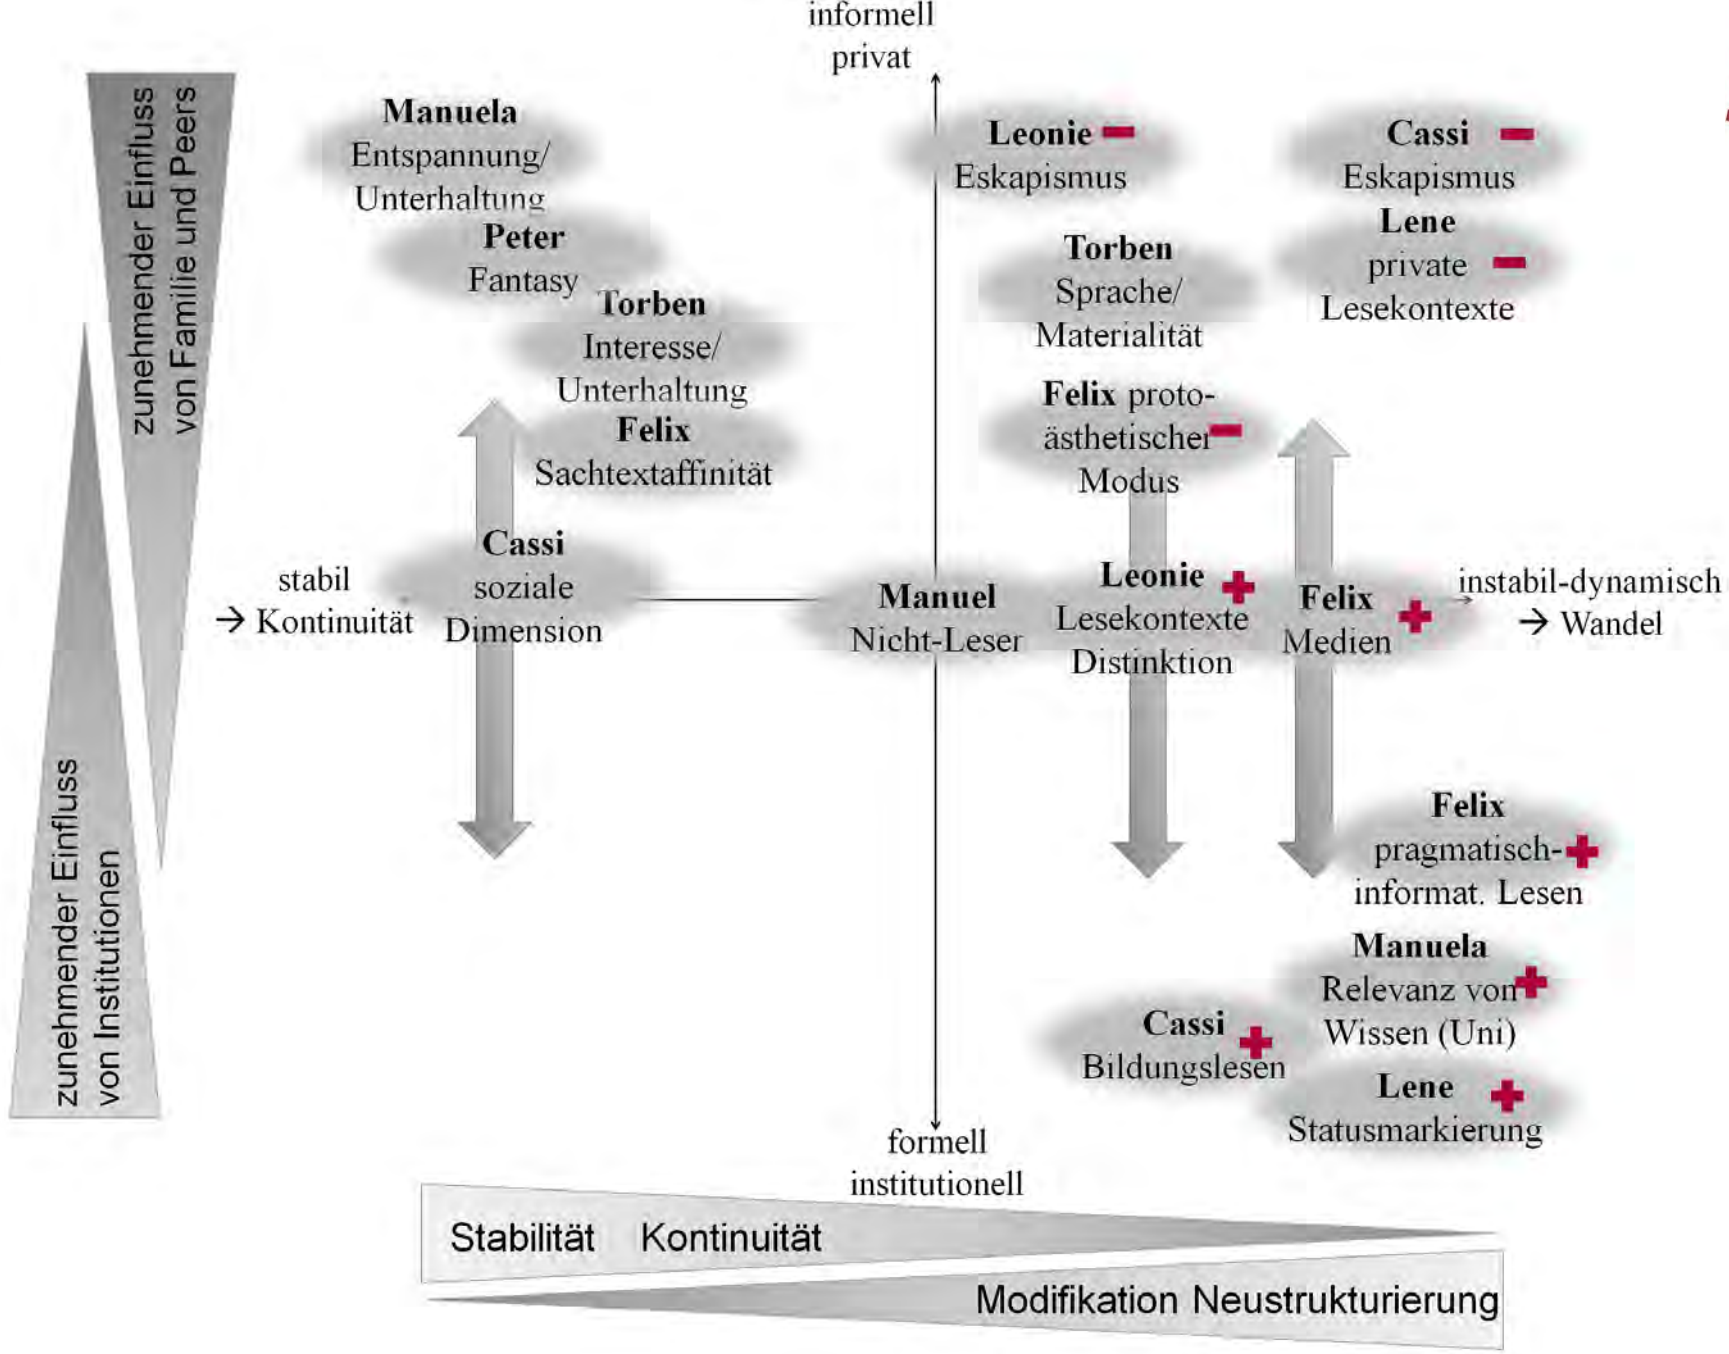 informell
privat
zunehmender Einfluss
von Familie und Peers
zunehmender Einfluss
von Institutionen
Manuela
Entspannung/
Unterhaltung
Peter
Fantasy
Torben
Interesse/
Unterhaltung
Felix
Sachtextaffinität
Cassi
soziale
Dimension
stabil
→ Kontinuität
Leonie −
Eskapismus
Cassi −
Eskapismus
Lene
private −
Lesekontexte
Torben
Sprache/
Materialität
Felix proto-
ästhetischer −
Modus
Manuel
Nicht-Leser
Leonie +
Lesekontexte
Distinktion
Felix +
Medien
instabil-dynamisch
→ Wandel
Felix
pragmatisch- +
informat. Lesen
Manuela
Relevanz von +
Wissen (Uni)
Cassi +
Bildungslesen
Lene +
Statusmarkierung
formell
institutionell
Stabilität Kontinuität
Modifikation Neustrukturierung